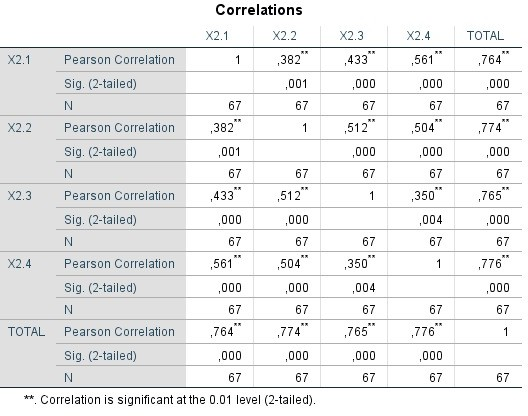 Correlations
X2.1 X2.2 X2.3 X2.4 TOTAL
X2.1 Pearson Correlation 1 ,382** ,433** ,561** ,764**
Sig. (2-tailed) ,001 ,000 ,000 ,000
N 67 67 67 67 67
X2.2 Pearson Correlation ,382** 1 ,512** ,504** ,774**
Sig. (2-tailed) ,001 ,000 ,000 ,000
N 67 67 67 67 67
X2.3 Pearson Correlation ,433** ,512** 1 ,350** ,765**
Sig. (2-tailed) ,000 ,000 ,004 ,000
N 67 67 67 67 67
X2.4 Pearson Correlation ,561** ,504** ,350** 1 ,776**
Sig. (2-tailed) ,000 ,000 ,004 ,000
N 67 67 67 67 67
TOTAL Pearson Correlation ,764** ,774** ,765** ,776** 1
Sig. (2-tailed) ,000 ,000 ,000 ,000
N 67 67 67 67 67
**. Correlation is significant at the 0.01 level (2-tailed).